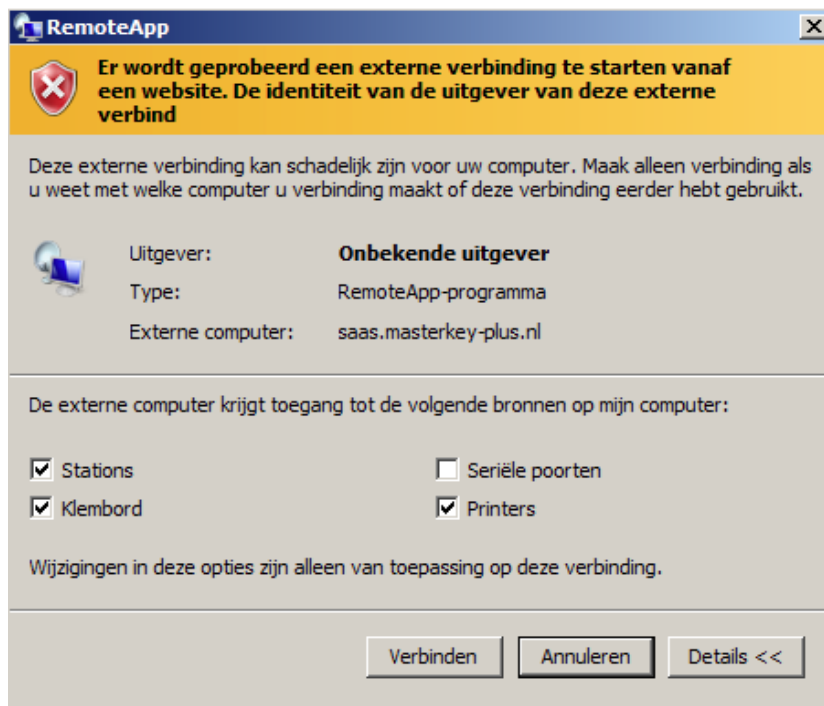 RemoteApp
Er wordt geprobeerd een externe verbinding te starten vanaf
een website. De identiteit van de uitgever van deze externe
verbind
Deze externe verbinding kan schadelijk zijn voor uw computer. Maak alleen verbinding als
u weet met welke computer u verbinding maakt of deze verbinding eerder hebt gebruikt.
Uitgever: Onbekende uitgever
Type: RemoteApp-programma
Externe computer: saas.masterkey-plus.nl
De externe computer krijgt toegang tot de volgende bronnen op mijn computer:
Stations Seriële poorten
Klembord Printers
Wijzigingen in deze opties zijn alleen van toepassing op deze verbinding.
Verbinden Annuleren Details <<